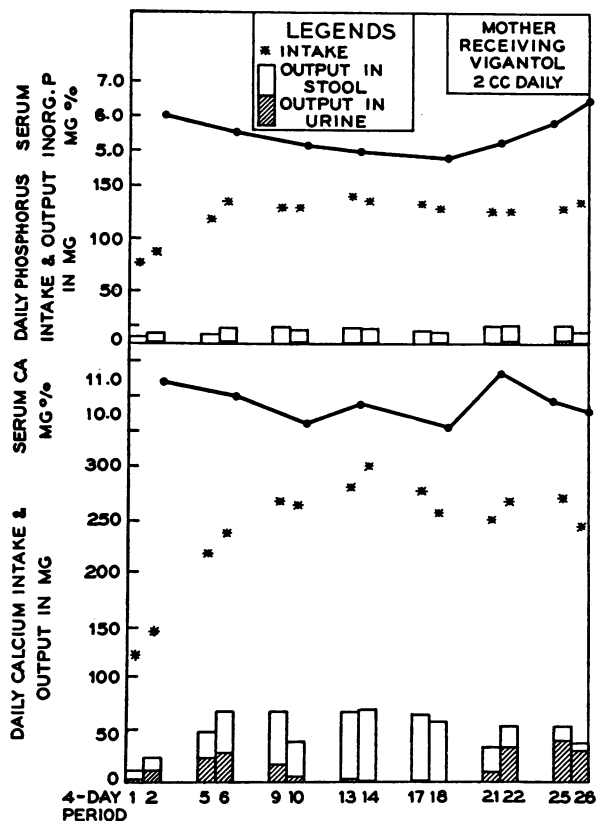 LEGENDS
* INTAKE
OUTPUT IN
STOOL
OUTPUT IN
URINE
MOTHER
RECEIVING
VIGANTOL
2 CC DAILY
SERUM
INORG. P
MG %
7.0
6.0
5.0
DAILY PHOSPHORUS
INTAKE & OUTPUT
IN MG
150
100
50
0
SERUM CA
MG %
11.0
10.0
DAILY CALCIUM INTAKE &
OUTPUT IN MG
300
250
200
150
100
50
0
4-DAY 1 2 5 6 9 10 13 14 17 18 21 22 25 26
PERIOD